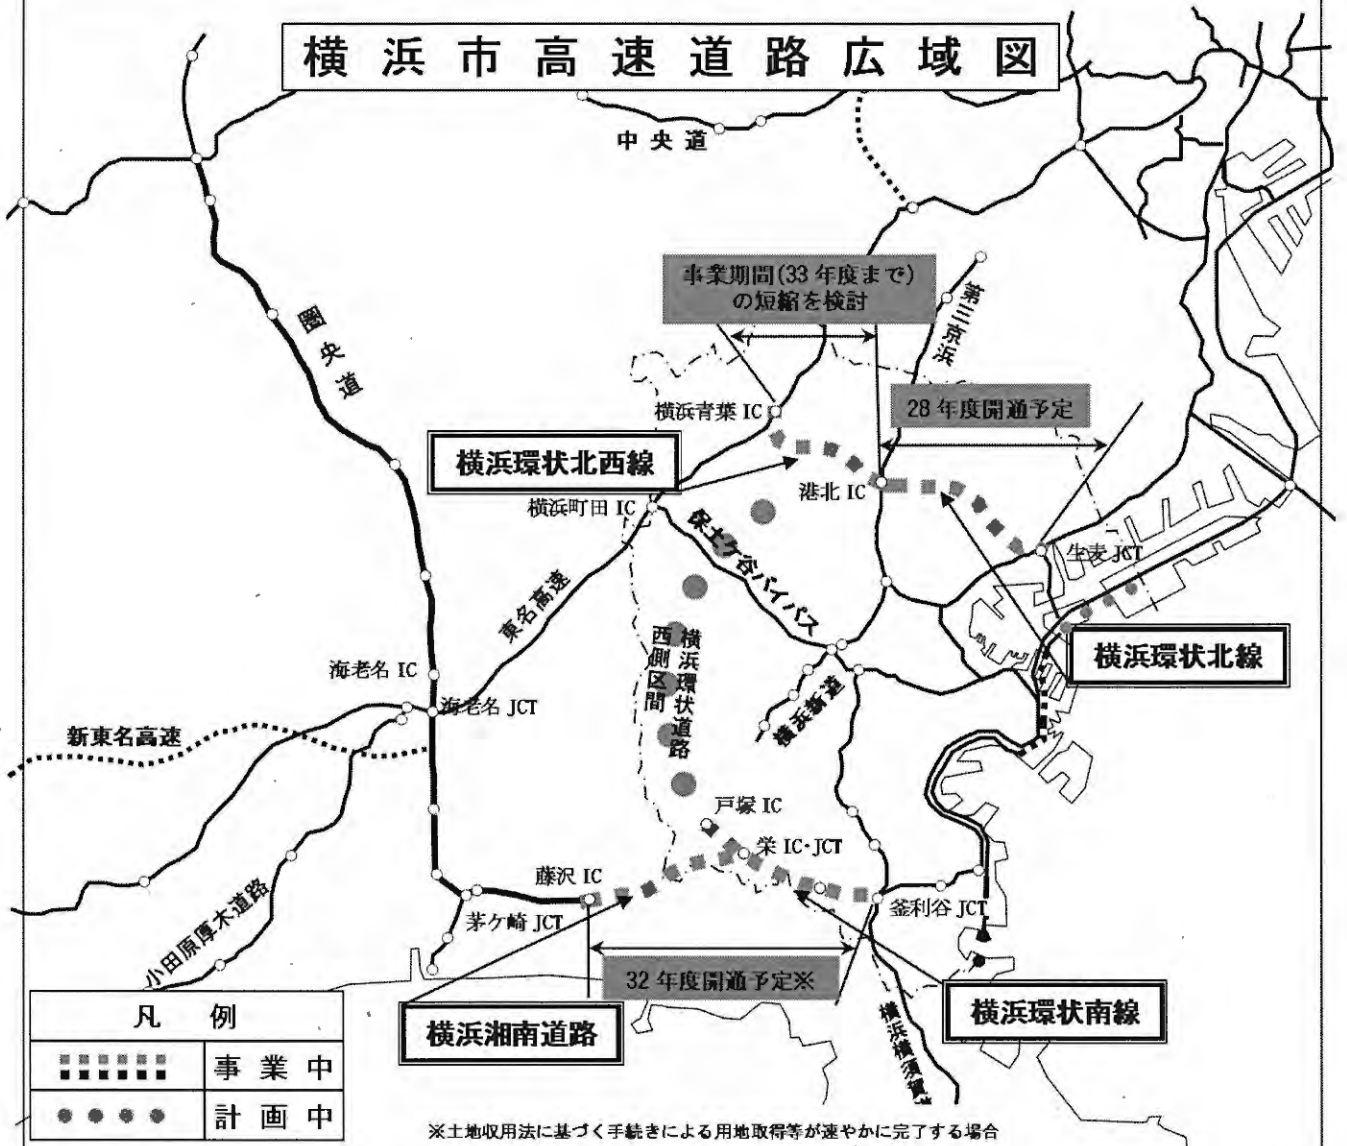 横浜市高速道路広域図
中央道
圏央道
事業期間(33年度まで)
の短縮を検討
第三京浜
横浜青葉 IC
28年度開通予定
横浜環状北西線
港北 IC
横浜町田 IC
保土ケ谷バイパス
生麦 JCT
東名高速
横浜環状道路
西側区間
横浜環状北線
海老名 IC
海老名 JCT
横浜新道
新東名高速
戸塚 IC
栄 IC・JCT
藤沢 IC
釜利谷 JCT
茅ケ崎 JCT
小田原厚木道路
32年度開通予定※
横浜湘南道路
横浜環状南線
横浜横須賀
凡例
事業中
計画中
※土地収用法に基づく手続きによる用地取得等が速やかに完了する場合